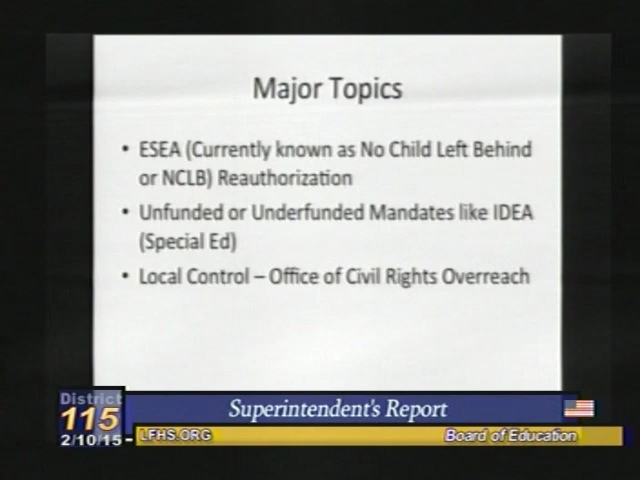 Major Topics
• ESEA (Currently known as No Child Left Behind
or NCLB) Reauthorization
• Unfunded or Underfunded Mandates like IDEA
(Special Ed)
• Local Control – Office of Civil Rights Overreach
District
115
Superintendent's Report
2/10/15
LFHS.ORG
Board of Education